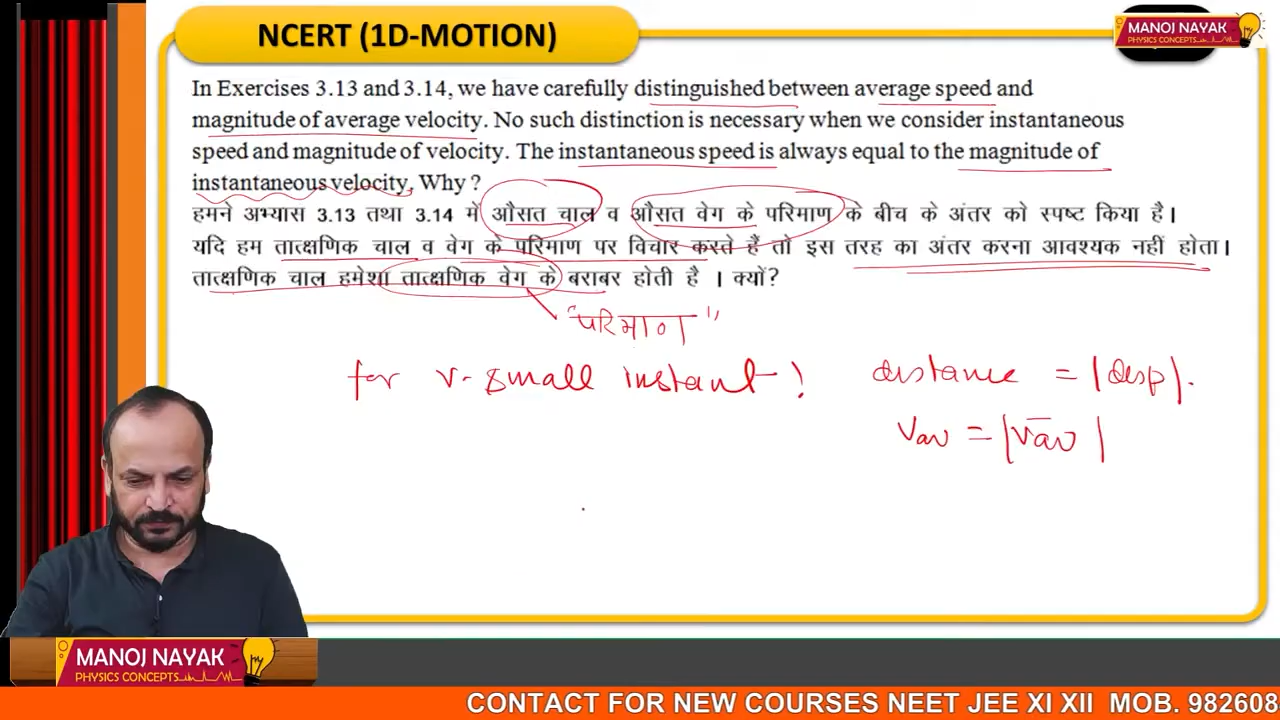 NCERT (1D-MOTION)
MANOJ NAYAK
PHYSICS CONCEPTS
In Exercises 3.13 and 3.14, we have carefully distinguished between average speed and
magnitude of average velocity. No such distinction is necessary when we consider instantaneous
speed and magnitude of velocity. The instantaneous speed is always equal to the magnitude of
instantaneous velocity. Why ?
हमने अभ्यास 3.13 तथा 3.14 में औसत चाल व औसत वेग के परिमाण के बीच के अंतर को स्पष्ट किया है।
यदि हम तात्क्षणिक चाल व वेग के परिमाण पर विचार करते हैं तो इस तरह का अंतर करना आवश्यक नहीं होता।
तात्क्षणिक चाल हमेशा तात्क्षणिक वेग के बराबर होती है । क्यों?
"परिमाण"
for v. small instant ! distance = |disp|.
Vav = |Vav|
MANOJ NAYAK
PHYSICS CONCEPTS
CONTACT FOR NEW COURSES NEET JEE XI XII MOB. 982608